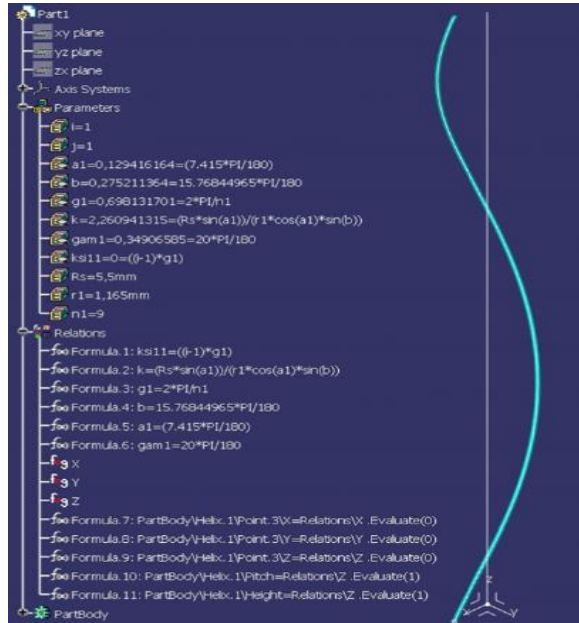 Part1
xy plane
yz plane
zx plane
Axis Systems
Parameters
i=1
j=1
a1=0,129416164=(7.415*PI/180)
b=0,275211364=15.76844965*PI/180
g1=0,698131701=2*PI/n1
k=2,260941315=(Rs*sin(a1))/(r1*cos(a1)*sin(b))
gam1=0,34906585=20*PI/180
ksi11=0=((i-1)*g1)
Rs=5,5mm
r1=1,165mm
n1=9
Relations
Formula.1: ksi11=((i-1)*g1)
Formula.2: k=(Rs*sin(a1))/(r1*cos(a1)*sin(b))
Formula.3: g1=2*PI/n1
Formula.4: b=15.76844965*PI/180
Formula.5: a1=(7.415*PI/180)
Formula.6: gam1=20*PI/180
X
Y
Z
Formula.7: PartBody\Helix.1\Point.3\X=Relations\X .Evaluate(0)
Formula.8: PartBody\Helix.1\Point.3\Y=Relations\Y .Evaluate(0)
Formula.9: PartBody\Helix.1\Point.3\Z=Relations\Z .Evaluate(0)
Formula.10: PartBody\Helix.1\Pitch=Relations\Z .Evaluate(1)
Formula.11: PartBody\Helix.1\Height=Relations\Z .Evaluate(1)
PartBody
z
x
y